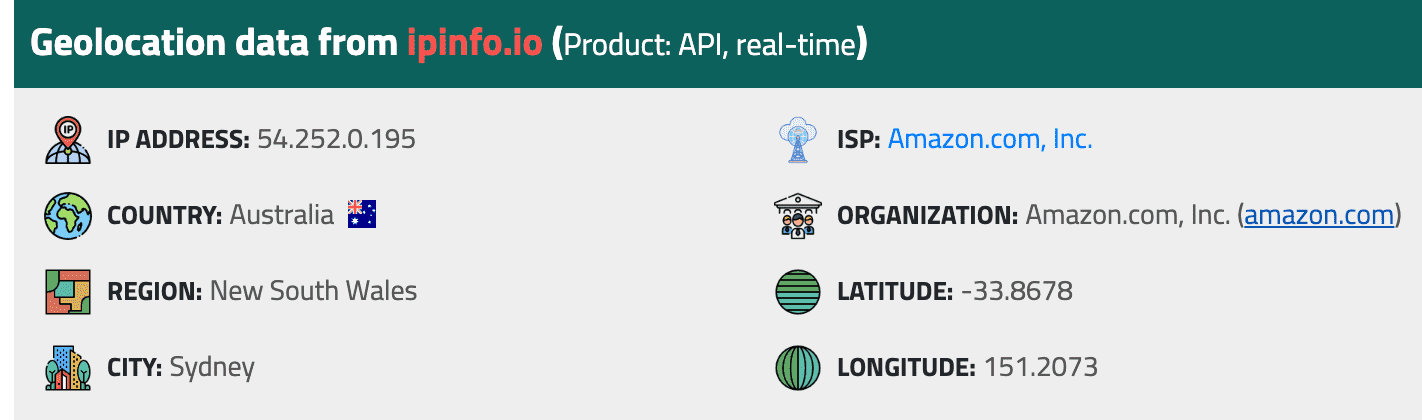 Geolocation data from ipinfo.io (Product: API, real-time)
IP
IP ADDRESS: 54.252.0.195
ISP: Amazon.com, Inc.
COUNTRY: Australia
ORGANIZATION: Amazon.com, Inc. (amazon.com)
REGION: New South Wales
LATITUDE: -33.8678
CITY: Sydney
LONGITUDE: 151.2073